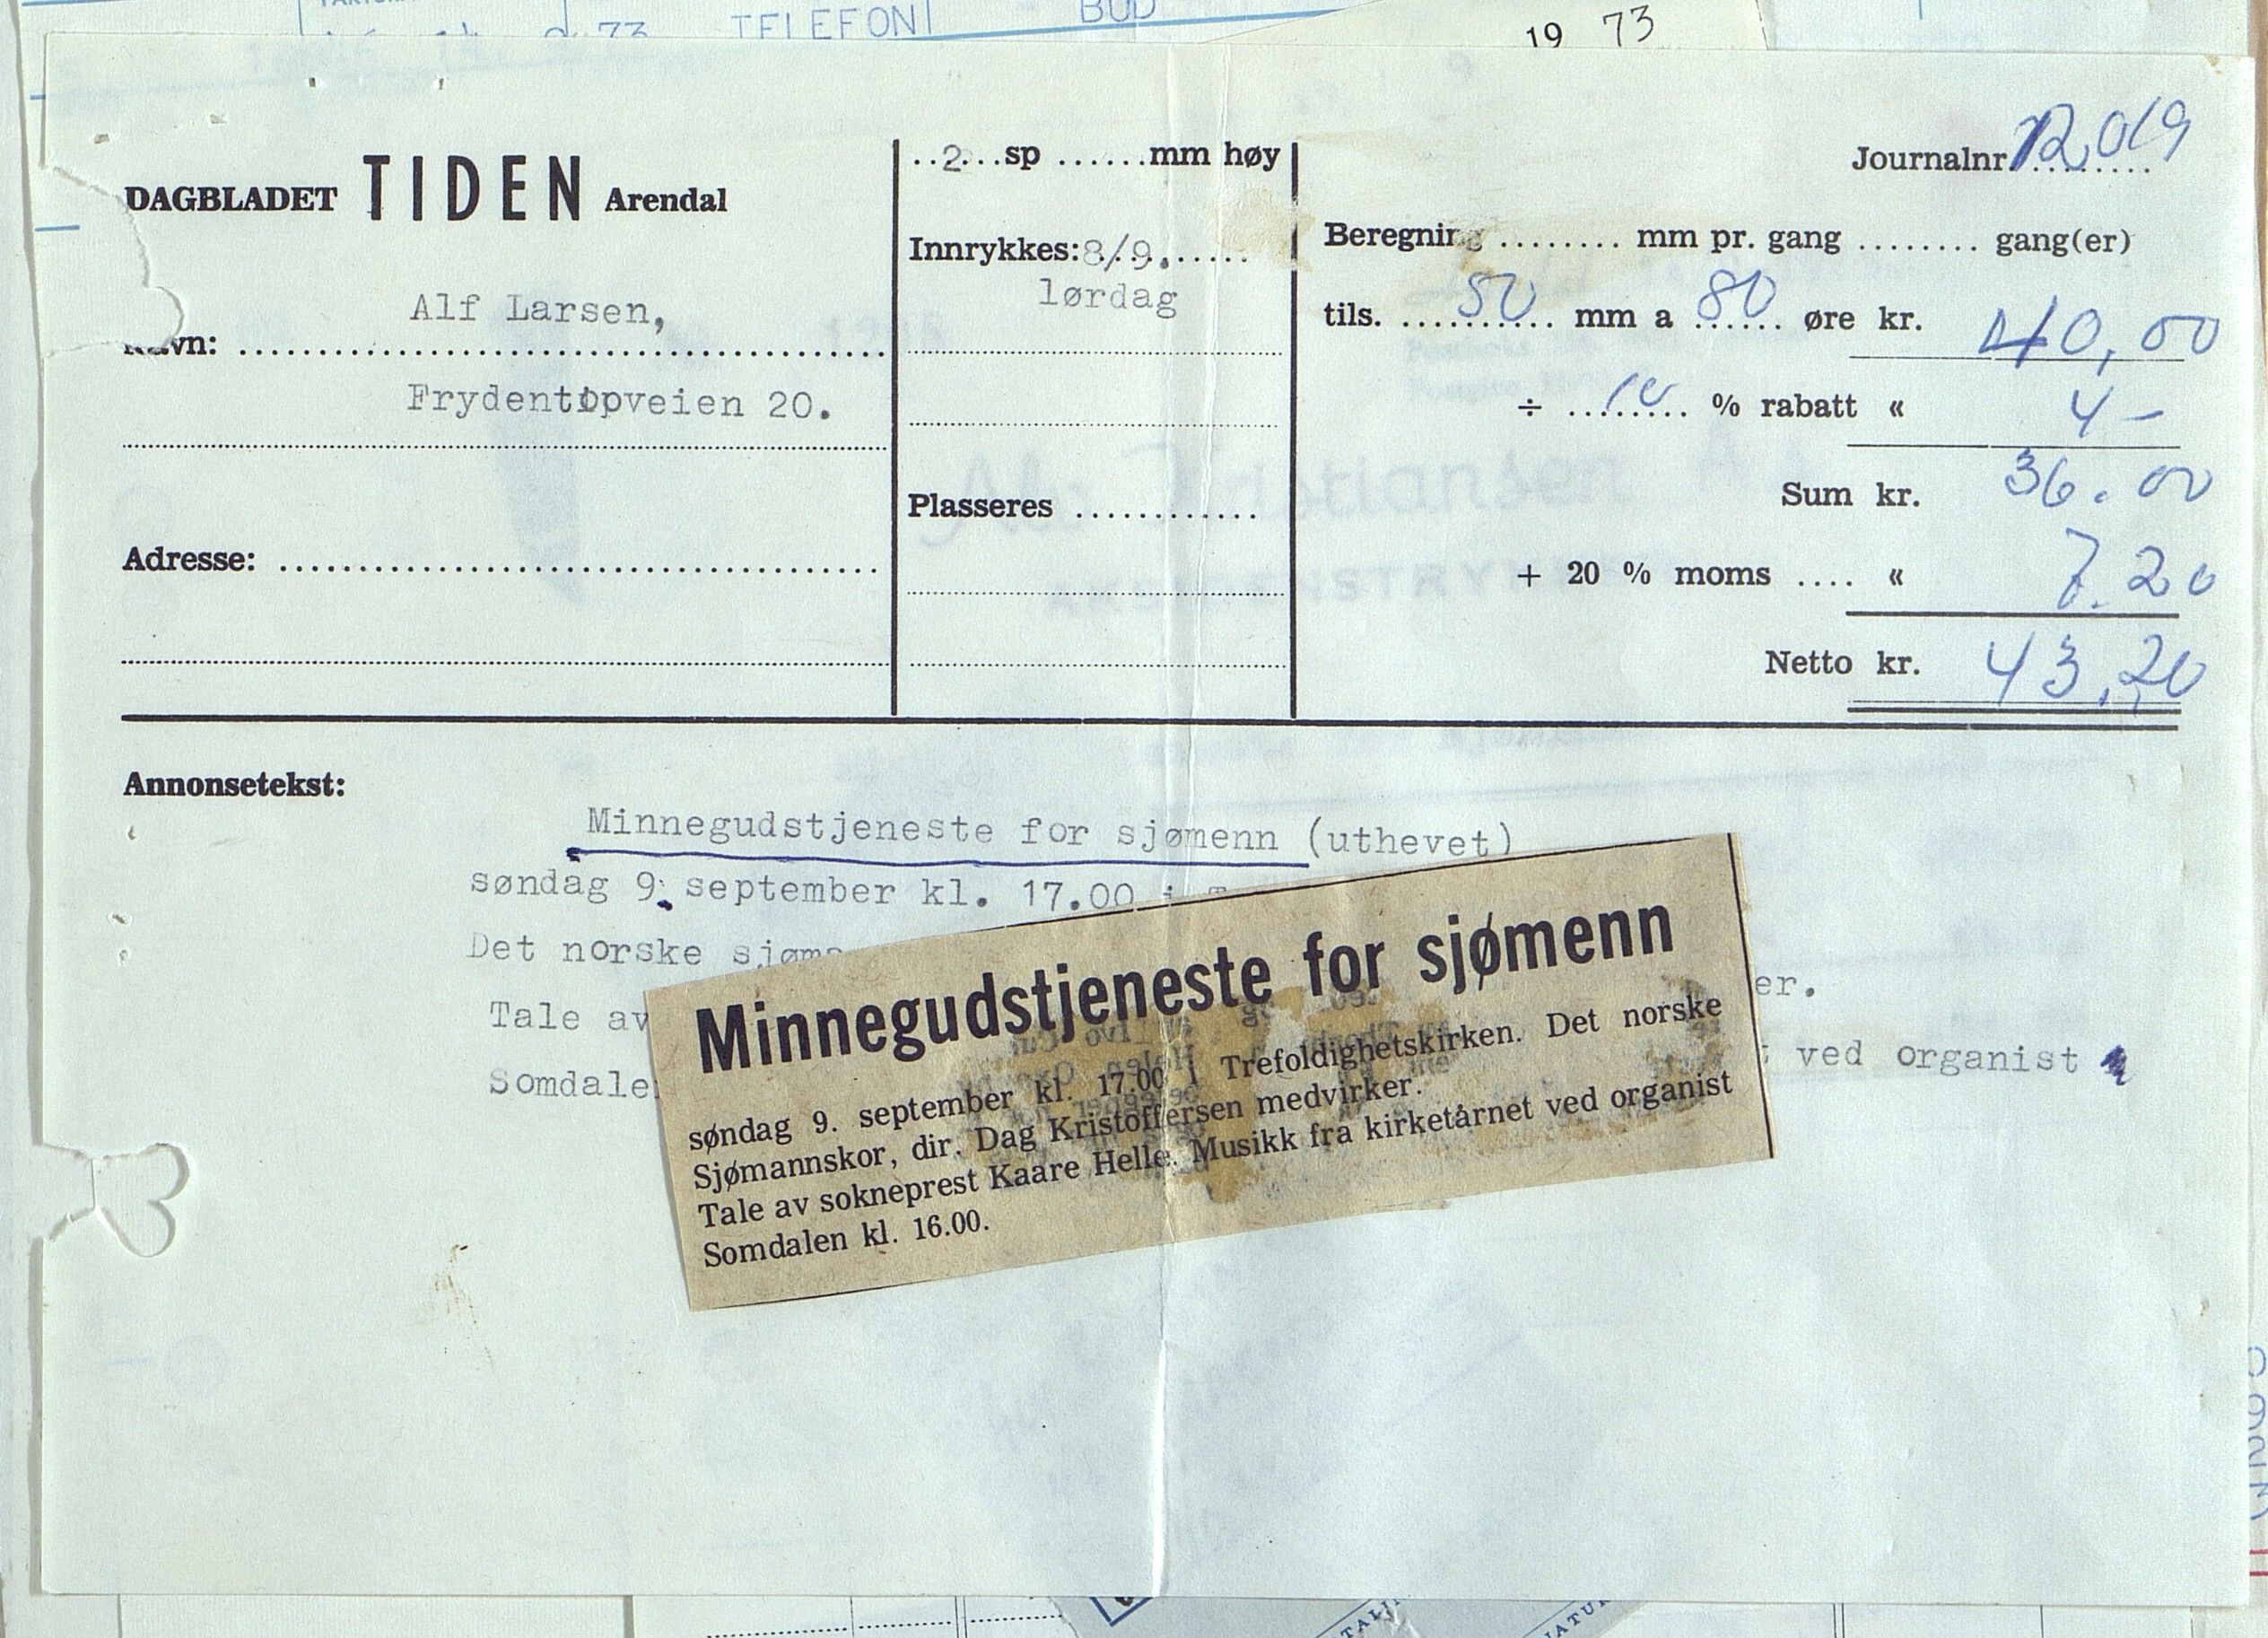 TELEFON BUD
19 73
DAGBLADET TIDEN Arendal
Alf Larsen,
Navn:
Frydentopveien 20.
Adresse:
..2...sp ......mm høy
Innrykkes: 8/9.
lørdag
Plasseres ............
Journalnr. 12019
Beregning ........ mm pr. gang ........ gang(er)
tils. 50 mm a 80 øre kr. 40,00
÷ 10 % rabatt « 4 -
Sum kr. 36.00
+ 20 % moms .... « 7.20
Netto kr. 43,20
Annonsetekst:
Minnegudstjeneste for sjømenn (uthevet)
søndag 9. september kl. 17.00 i
Det norske
Tale av er.
ved organist
Minnegudstjeneste for sjømenn
søndag 9. september kl. 17.00 i Trefoldighetskirken. Det norske
Sjømannskor, dir. Dag Kristoffersen medvirker.
Tale av sokneprest Kaare Helle. Musikk fra kirketårnet ved organist
Somdalen kl. 16.00.